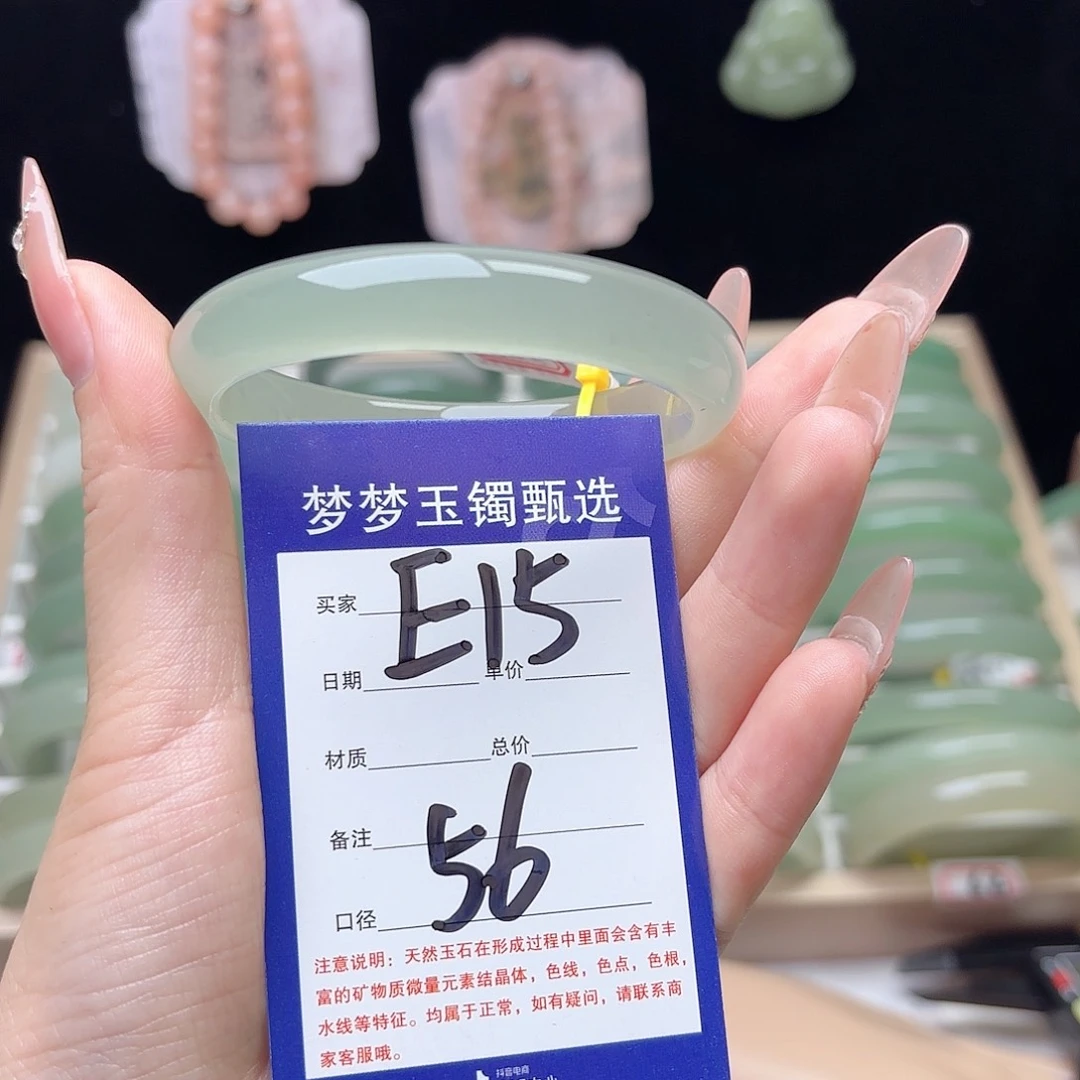 梦梦玉镯甄选
买家 E15
日期 单价
材质 总价
备注 56
口径
注意说明：天然玉石在形成过程中里面会含有丰
富的矿物质微量元素结晶体，色线，色点，色根，
水线等特征。均属于正常，如有疑问，请联系商
家客服哦。
抖音电商